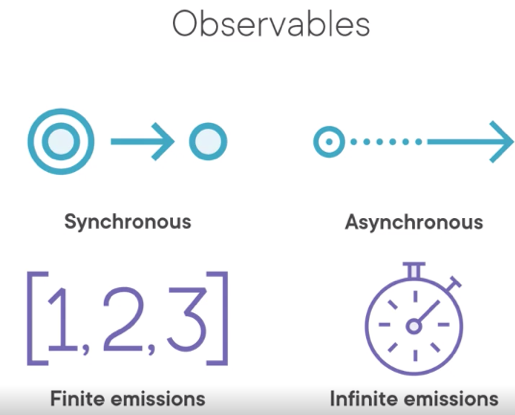 Observables
Synchronous
Asynchronous
[1, 2, 3]
Finite emissions
Infinite emissions